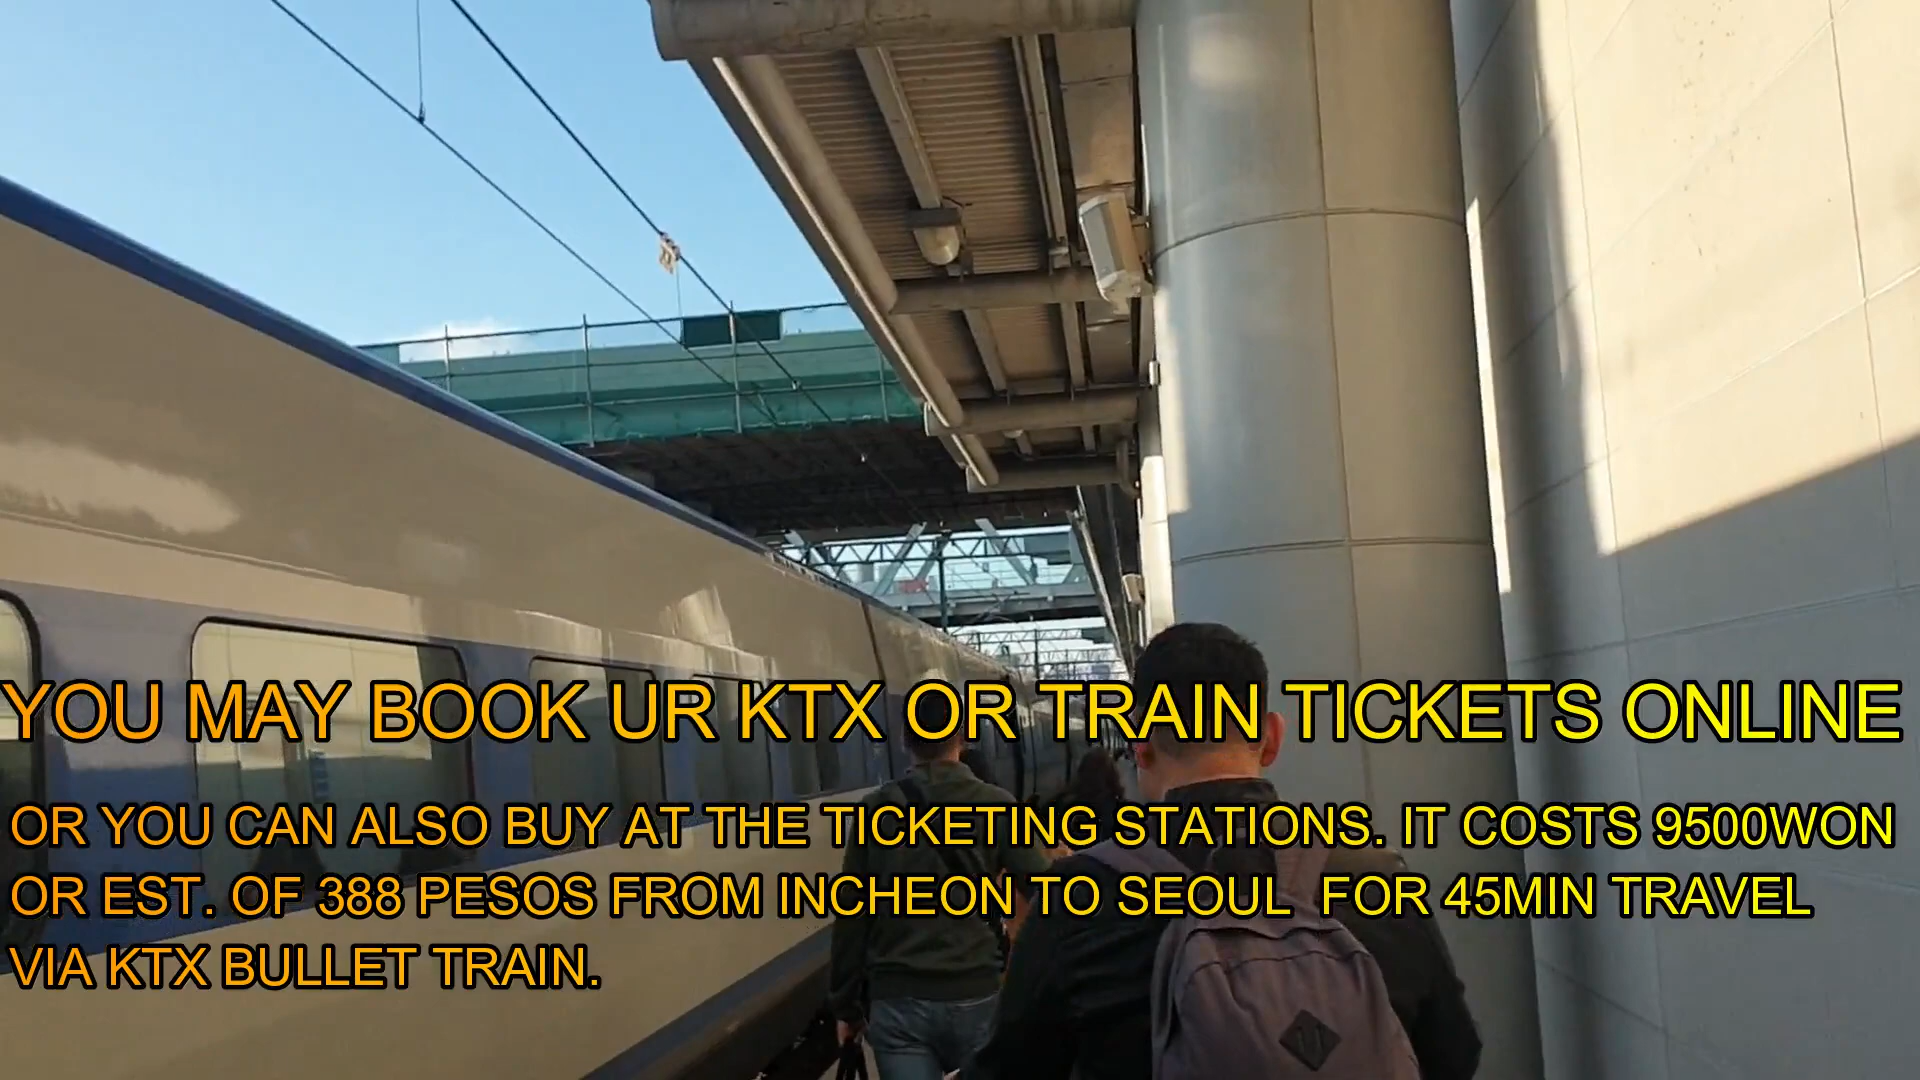 YOU MAY BOOK UR KTX OR TRAIN TICKETS ONLINE
OR YOU CAN ALSO BUY AT THE TICKETING STATIONS. IT COSTS 9500WON
OR EST. OF 388 PESOS FROM INCHEON TO SEOUL FOR 45MIN TRAVEL
VIA KTX BULLET TRAIN.